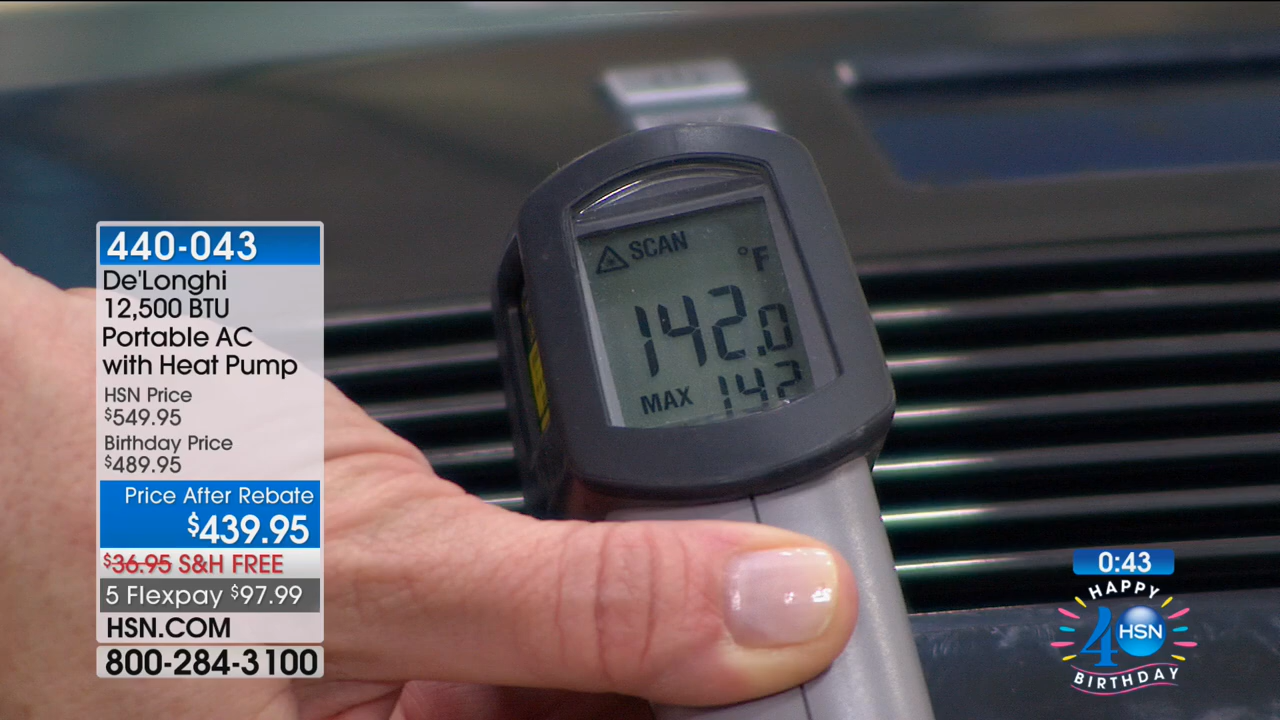 440-043
De'Longhi
12,500 BTU
Portable AC
with Heat Pump
HSN Price
$549.95
Birthday Price
$489.95
Price After Rebate
$439.95
$36.95 S&H FREE
5 Flexpay $97.99
HSN.COM
800-284-3100
SCAN
°F
142.0
MAX 142
0:43
HAPPY
40 HSN
BIRTHDAY